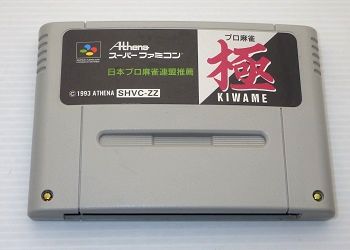 Athena
スーパーファミコン
日本プロ麻雀連盟推薦
© 1993 ATHENA SHVC-ZZ
プロ麻雀
極
KIWAME